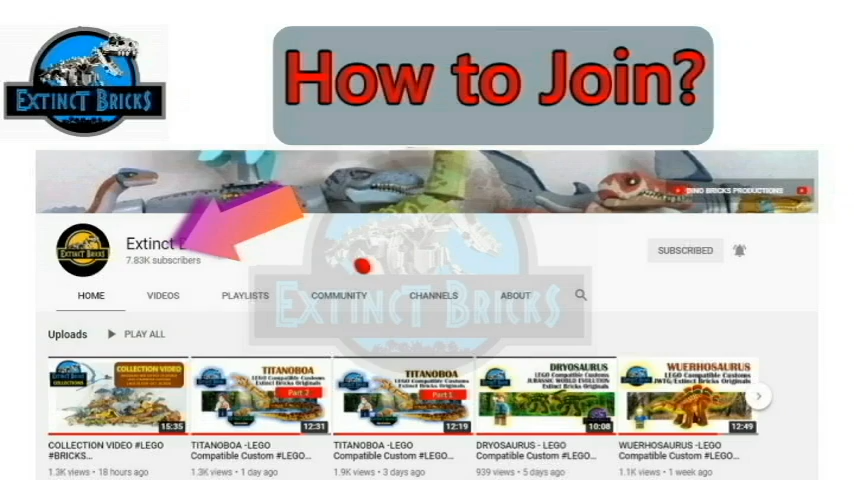 How to Join?
EXTINCT BRICKS
DINO BRICKS PRODUCTIONS
EXTINCT BRICKS
Extinct
7.83K subscribers
SUBSCRIBED
HOME VIDEOS PLAYLISTS COMMUNITY CHANNELS ABOUT
EXTINCT BRICKS
Uploads PLAY ALL
COLLECTIONS
COLLECTION VIDEO
15:35
TITANOBOA
LEGO Compatible Customs
Extinct Bricks Originals
Part 2
12:31
TITANOBOA
LEGO Compatible Customs
Extinct Bricks Originals
Part 1
12:19
DRYOSAURUS
LEGO Compatible Customs
JURASSIC WORLD EVOLUTION
Extinct Bricks Originals
10:08
WUERHOSAURUS
LEGO Compatible Customs
JWTG/Extinct Bricks Originals
12:49
COLLECTION VIDEO #LEGO
#BRICKS...
1.3K views • 18 hours ago
TITANOBOA -LEGO
Compatible Custom #LEGO...
1.3K views • 1 day ago
TITANOBOA -LEGO
Compatible Custom #LEGO...
1.9K views • 3 days ago
DRYOSAURUS - LEGO
Compatible Custom #LEGO...
939 views • 5 days ago
WUERHOSAURUS -LEGO
Compatible Custom #LEGO...
1.1K views • 1 week ago